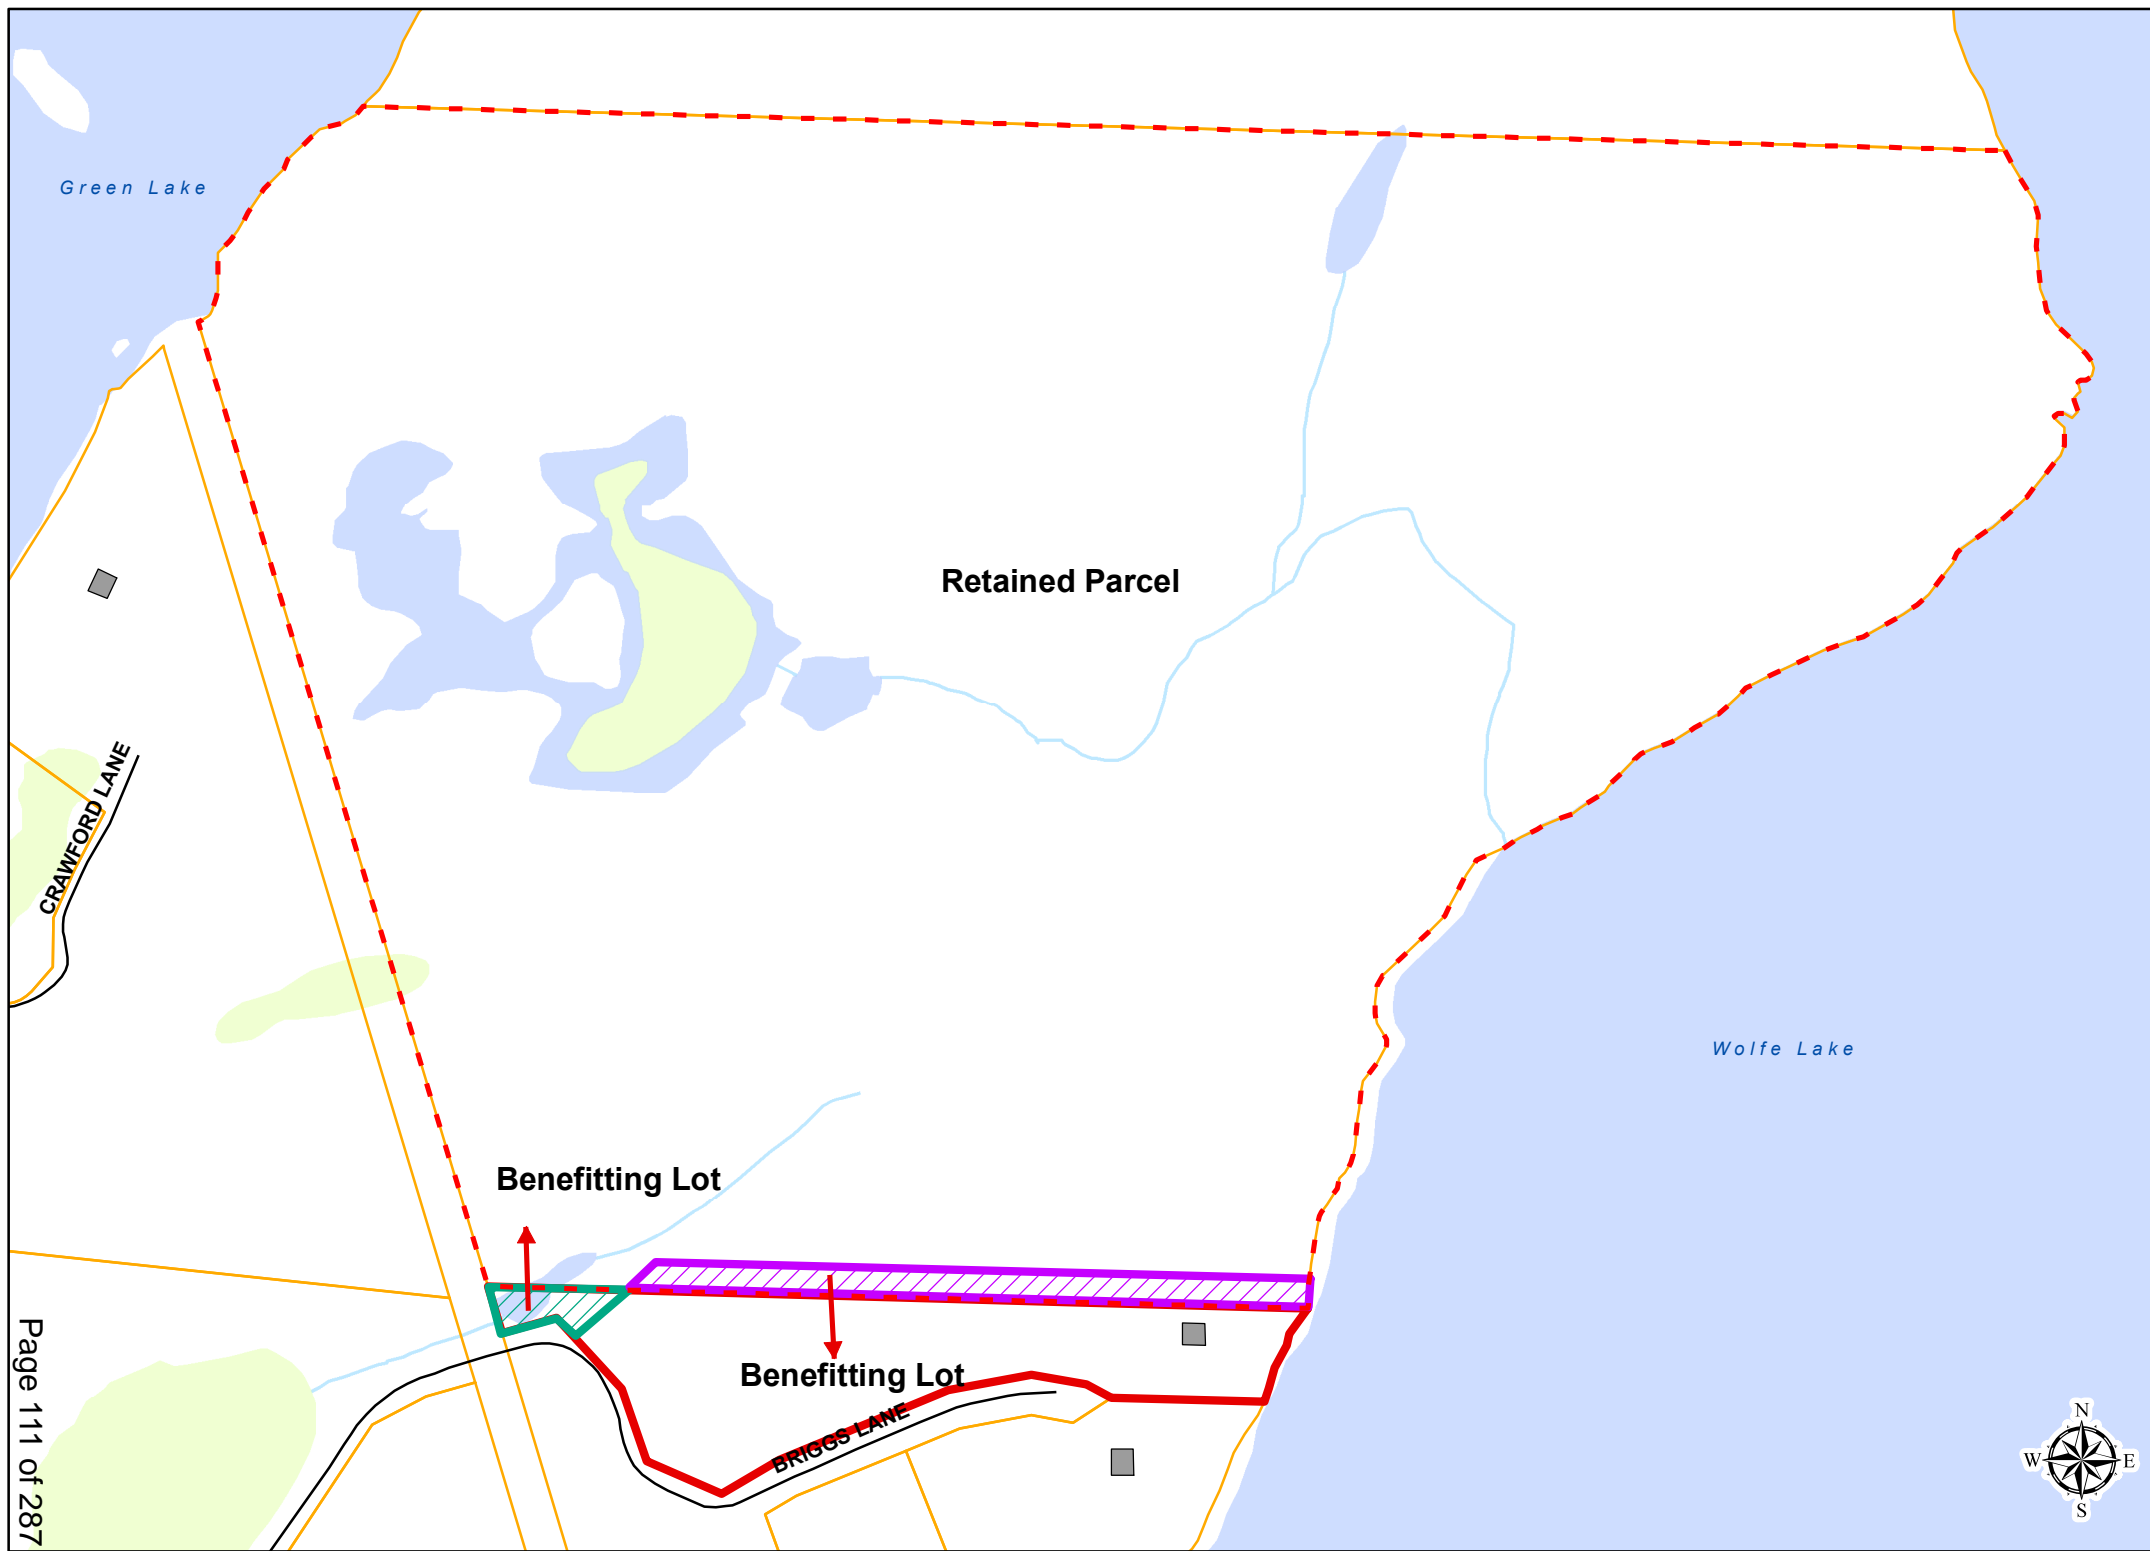 Green Lake
Retained Parcel
CRAWFORD LANE
Wolfe Lake
Benefitting Lot
Benefitting Lot
BRIGGS LANE
N
W E
S
Page 111 of 287